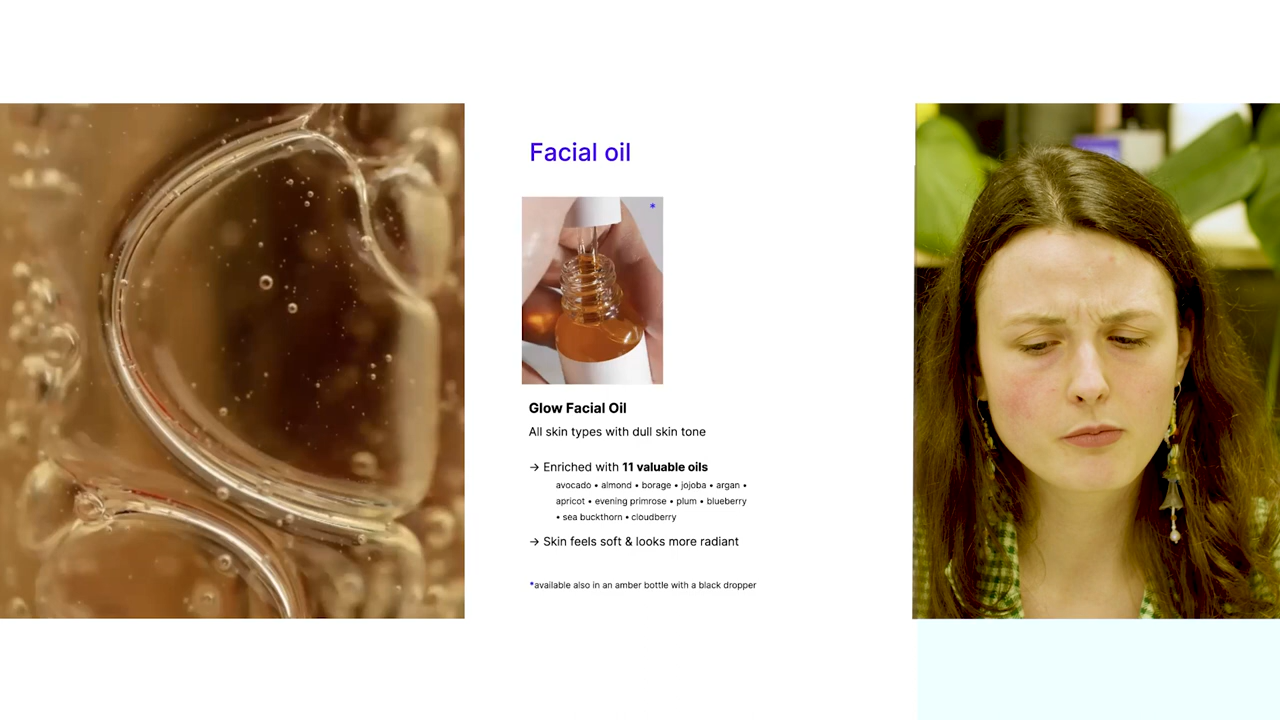 Facial oil
*
Glow Facial Oil
All skin types with dull skin tone
→ Enriched with 11 valuable oils
avocado • almond • borage • jojoba • argan •
apricot • evening primrose • plum • blueberry
• sea buckthorn • cloudberry
→ Skin feels soft & looks more radiant
*available also in an amber bottle with a black dropper